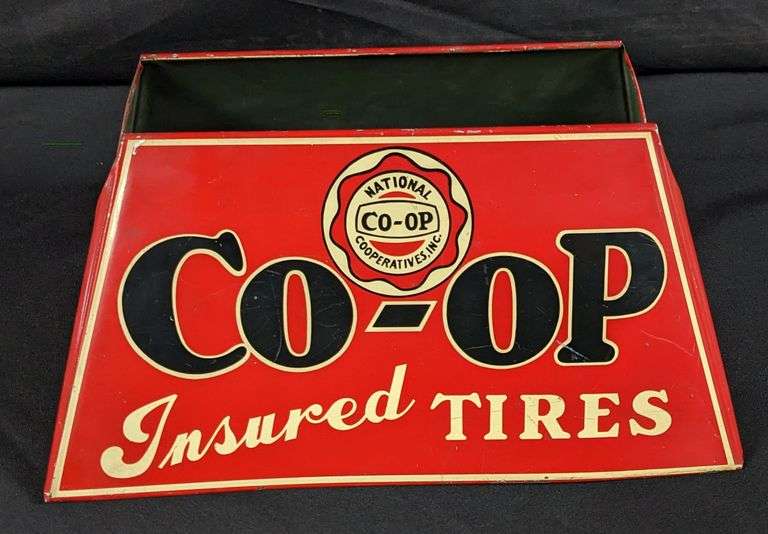 NATIONAL
CO-OP
COOPERATIVES, INC.
CO-OP
Insured TIRES